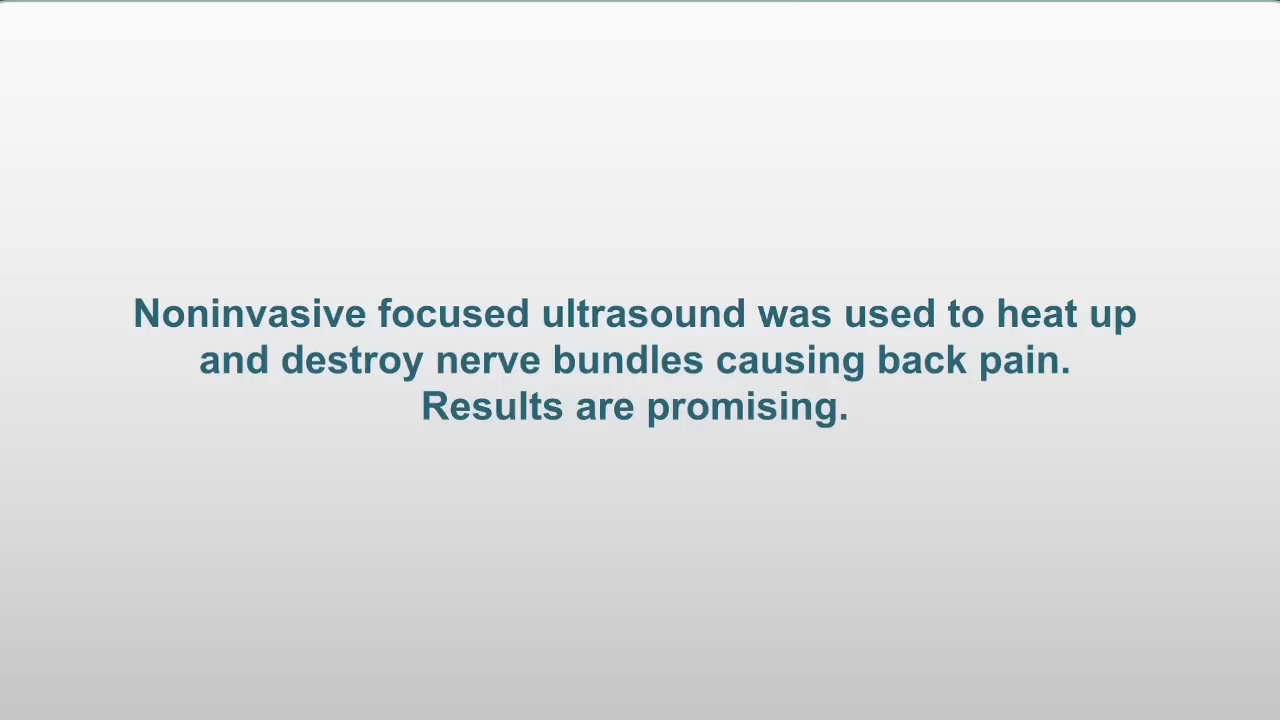 Noninvasive focused ultrasound was used to heat up
and destroy nerve bundles causing back pain.
Results are promising.